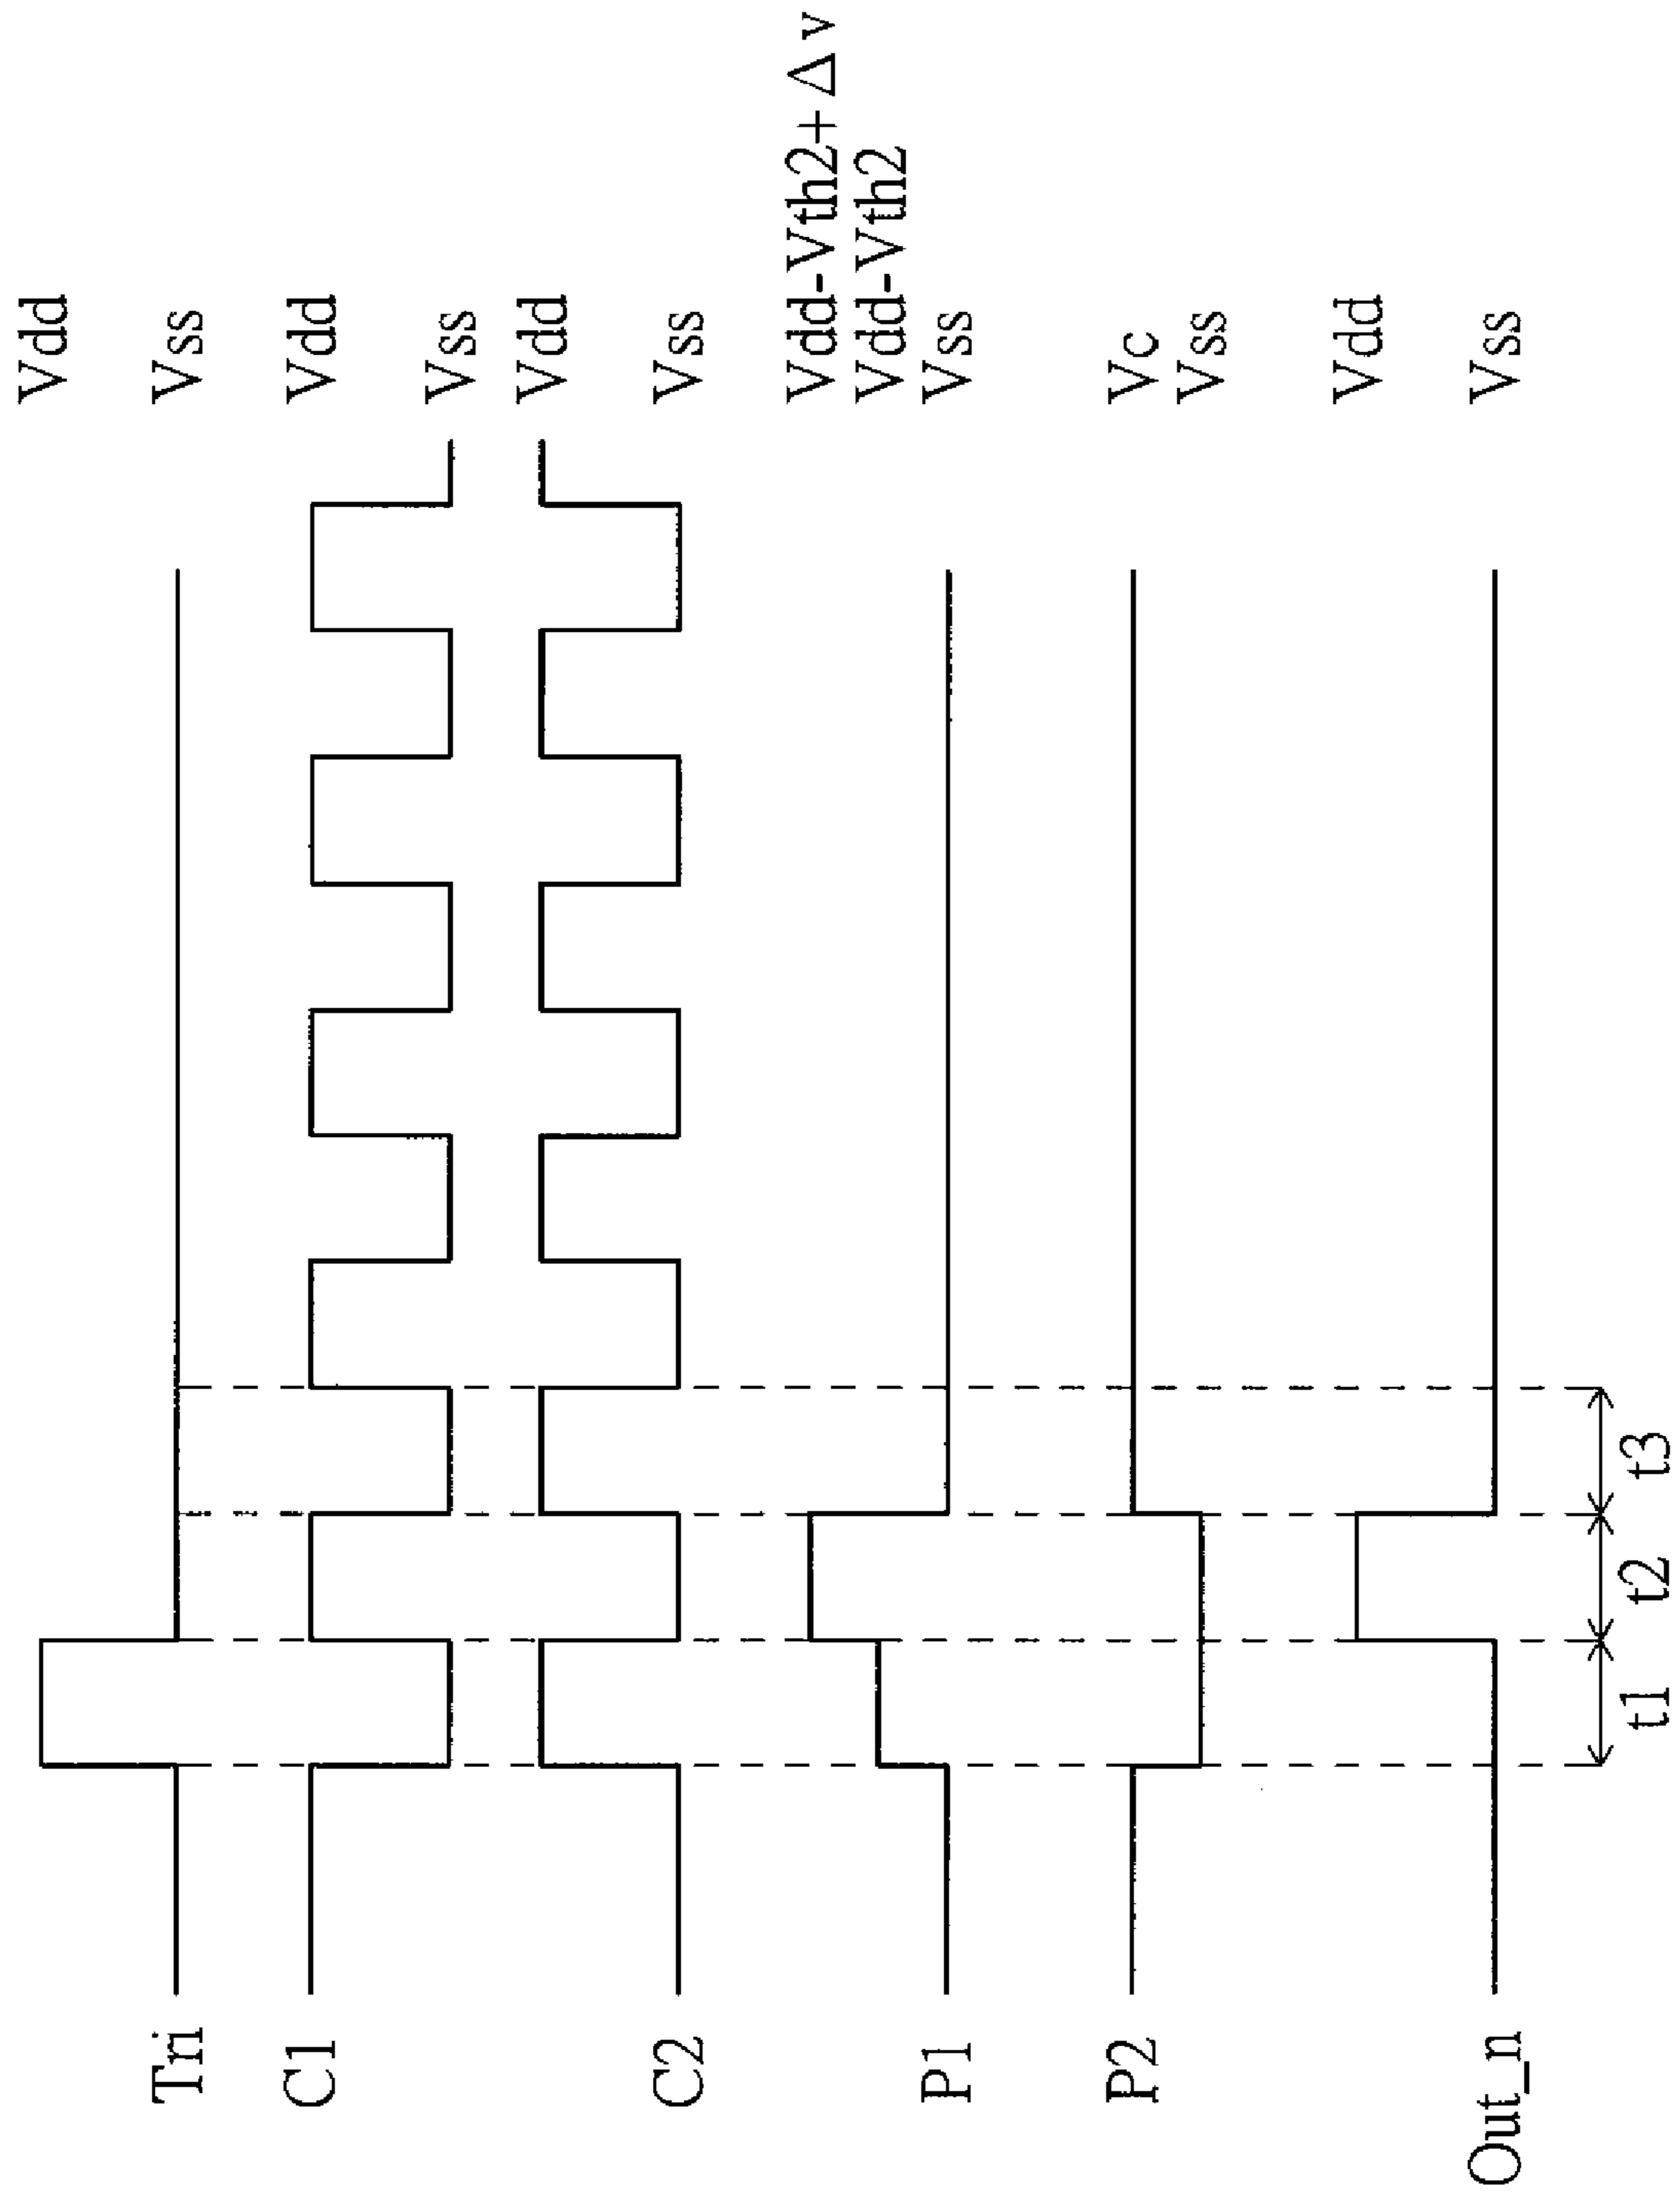 Tri
Vdd
Vss
C1
Vdd
Vss
C2
Vdd
Vss
P1
Vdd-Vth2+Δv
Vdd-Vth2
Vss
P2
Vc
Vss
Out_n
Vdd
Vss
t1
t2
t3